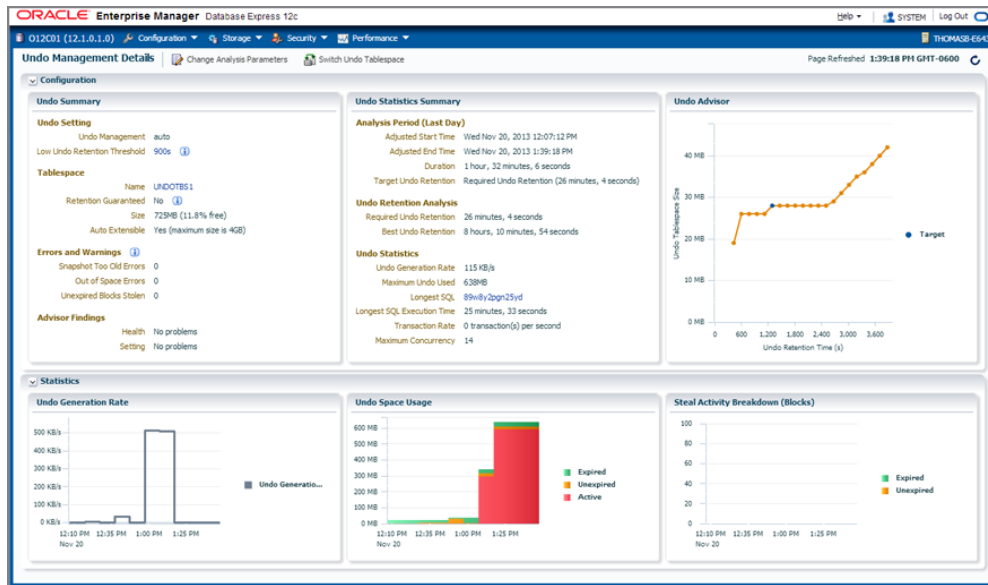 ORACLE Enterprise Manager Database Express 12c
Help SYSTEM Log Out
O12C01 (12.1.0.1.0) Configuration Storage Security Performance
Undo Management Details Change Analysis Parameters Switch Undo Tablespace Page Refreshed 1:39:18 PM GMT-0600
Configuration
Undo Summary
Undo Setting
Undo Management auto
Low Undo Retention Threshold 900s
Tablespace
Name UNDOTBS1
Retention Guaranteed No
Size 725MB (11.8% free)
Auto Extensible Yes (maximum size is 4GB)
Errors and Warnings
Snapshot Too Old Errors 0
Out of Space Errors 0
Unexpired Blocks Stolen 0
Advisor Findings
Health No problems
Setting No problems
Undo Statistics Summary
Analysis Period (Last Day)
Adjusted Start Time Wed Nov 20, 2013 12:07:12 PM
Adjusted End Time Wed Nov 20, 2013 1:39:18 PM
Duration 1 hour, 32 minutes, 6 seconds
Target Undo Retention Required Undo Retention (26 minutes, 4 seconds)
Undo Retention Analysis
Required Undo Retention 26 minutes, 4 seconds
Best Undo Retention 8 hours, 10 minutes, 54 seconds
Undo Statistics
Undo Generation Rate 115 KB/s
Maximum Undo Used 638MB
Longest SQL 89w8y2pgn25yd
Longest SQL Execution Time 25 minutes, 33 seconds
Transaction Rate 0 transaction(s) per second
Maximum Concurrency 14
Undo Advisor
Undo Tablespace Size
40 MB
30 MB
20 MB
10 MB
0 MB
0 600 1,200 1,800 2,400 3,000 3,600
Undo Retention Time (s)
Target
Statistics
Undo Generation Rate
500 KB/s
400 KB/s
300 KB/s
200 KB/s
100 KB/s
0 KB/s
12:10 PM 12:35 PM 1:00 PM 1:25 PM
Nov 20
Undo Generatio...
Undo Space Usage
600 MB
500 MB
400 MB
300 MB
200 MB
100 MB
0 MB
12:10 PM 12:35 PM 1:00 PM 1:25 PM
Nov 20
Expired
Unexpired
Active
Steal Activity Breakdown (Blocks)
100
80
60
40
20
0
12:10 PM 12:35 PM 1:00 PM 1:25 PM
Nov 20
Expired
Unexpired